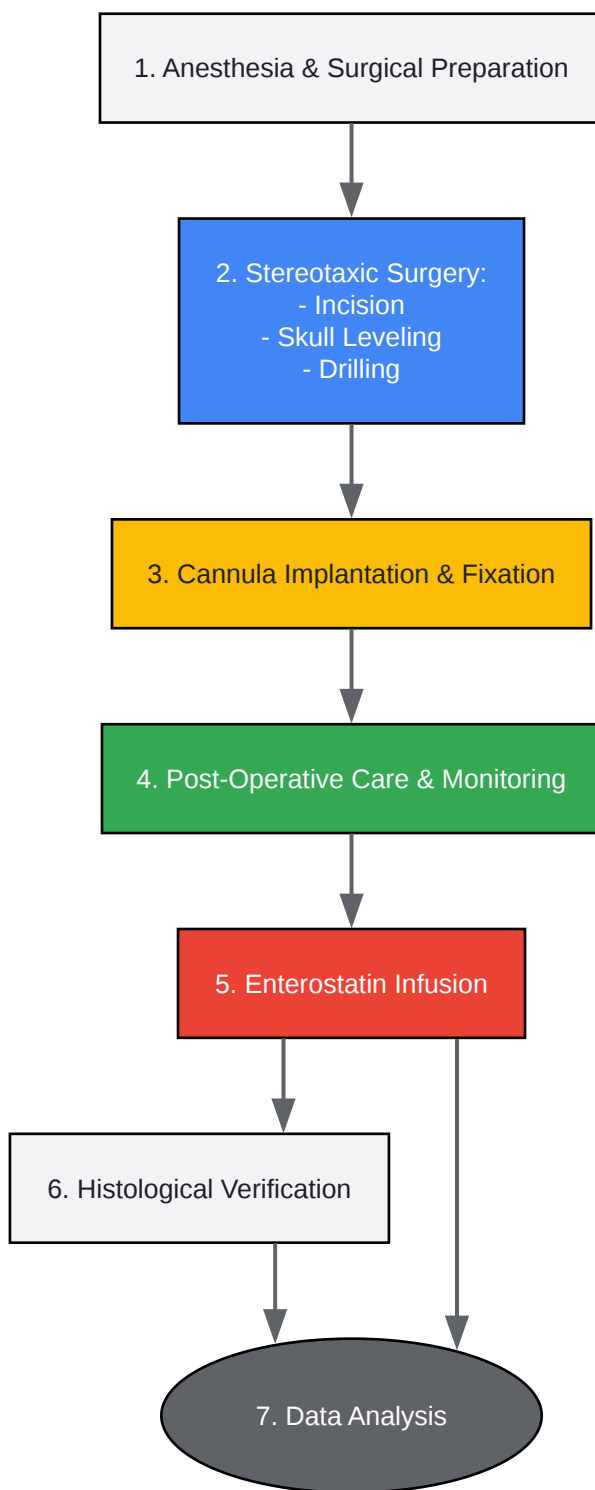 1. Anesthesia & Surgical Preparation
2. Stereotaxic Surgery:
- Incision
- Skull Leveling
- Drilling
3. Cannula Implantation & Fixation
4. Post-Operative Care & Monitoring
5. Enterostatin Infusion
6. Histological Verification
7. Data Analysis